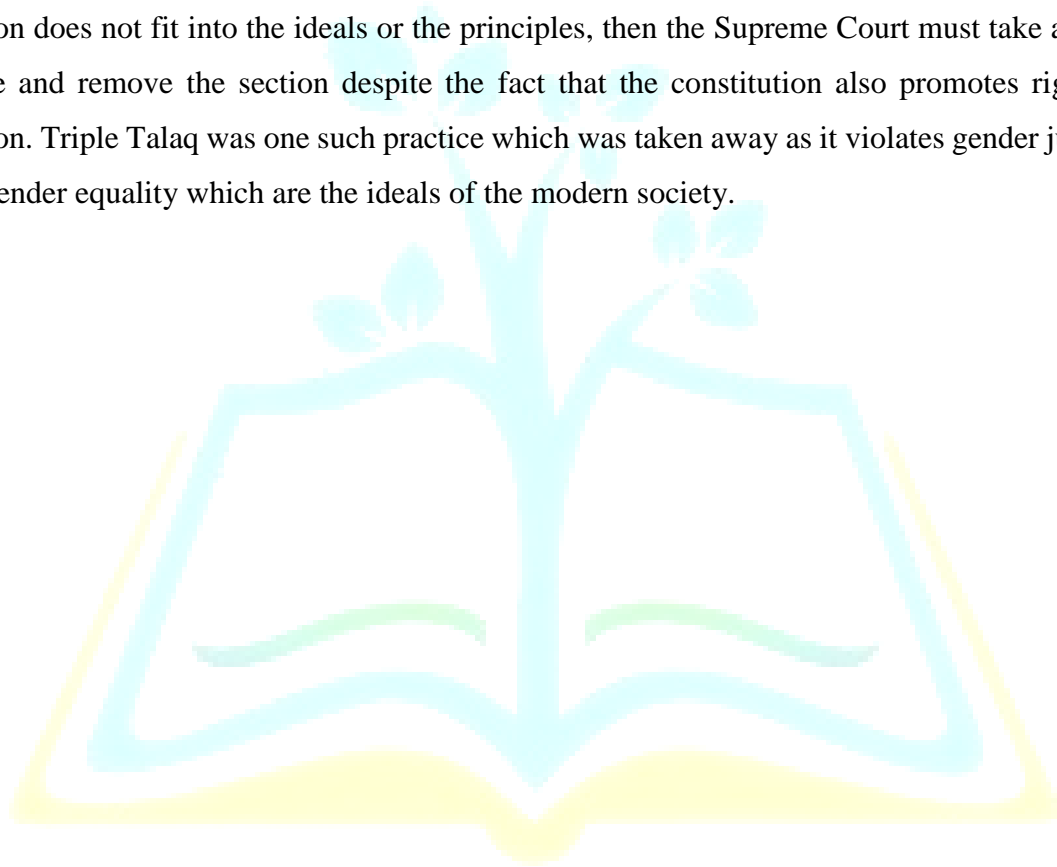 on does not fit into the ideals or the principles, then the Supreme Court must take a
e and remove the section despite the fact that the constitution also promotes rig
on. Triple Talaq was one such practice which was taken away as it violates gender ju
ender equality which are the ideals of the modern society.